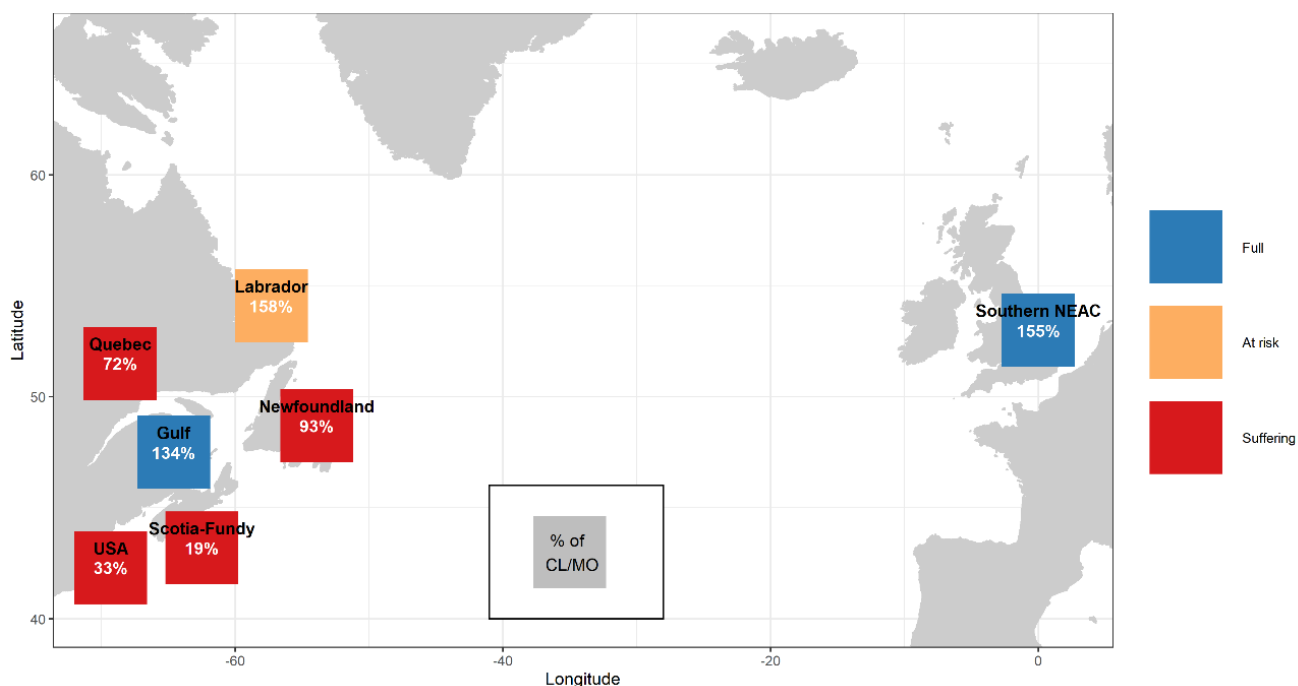 Latitude
60
50
40
Labrador
158%
Quebec
72%
Newfoundland
93%
Gulf
134%
Scotia-Fundy
19%
USA
33%
Southern NEAC
155%
% of
CL/MO
-60
-40
-20
0
Longitude
Full
At risk
Suffering